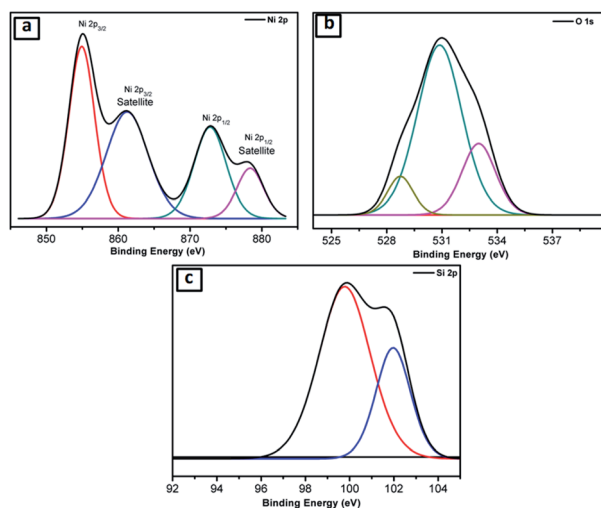 a
Ni 2p
Ni 2p3/2
Ni 2p3/2
Satellite
Ni 2p1/2
Ni 2p1/2
Satellite
850 860 870 880
Binding Energy (eV)
b
O 1s
525 528 531 534 537
Binding Energy (eV)
c
Si 2p
92 94 96 98 100 102 104
Binding Energy (eV)